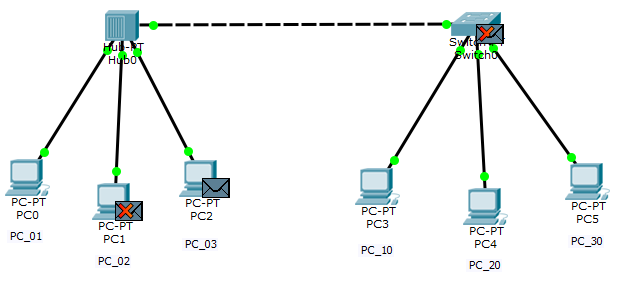 Hub-PT
Hub0
Switch0
PC-PT
PC0
PC_01
PC-PT
PC1
PC_02
PC-PT
PC2
PC_03
PC-PT
PC3
PC_10
PC-PT
PC4
PC_20
PC-PT
PC5
PC_30